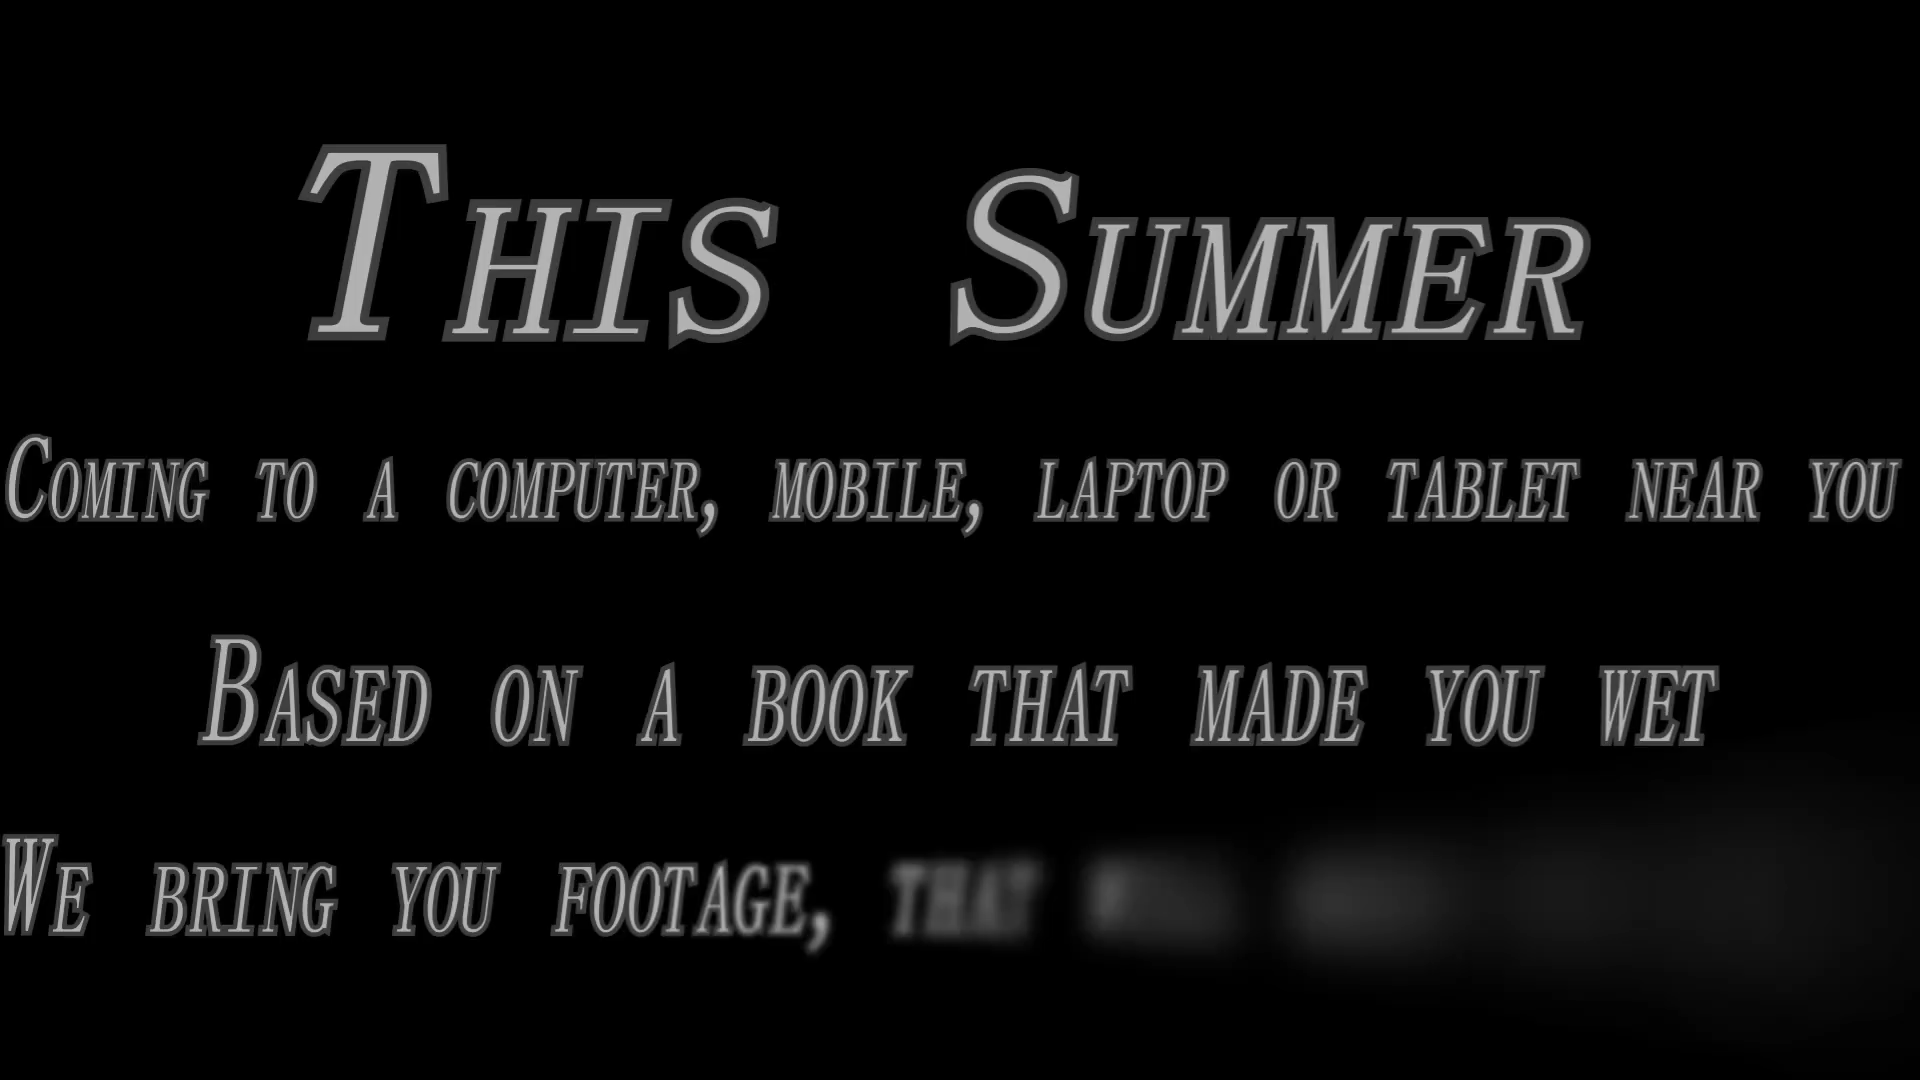 This Summer
Coming to a computer, mobile, laptop or tablet near you
Based on a book that made you wet
We bring you footage, that